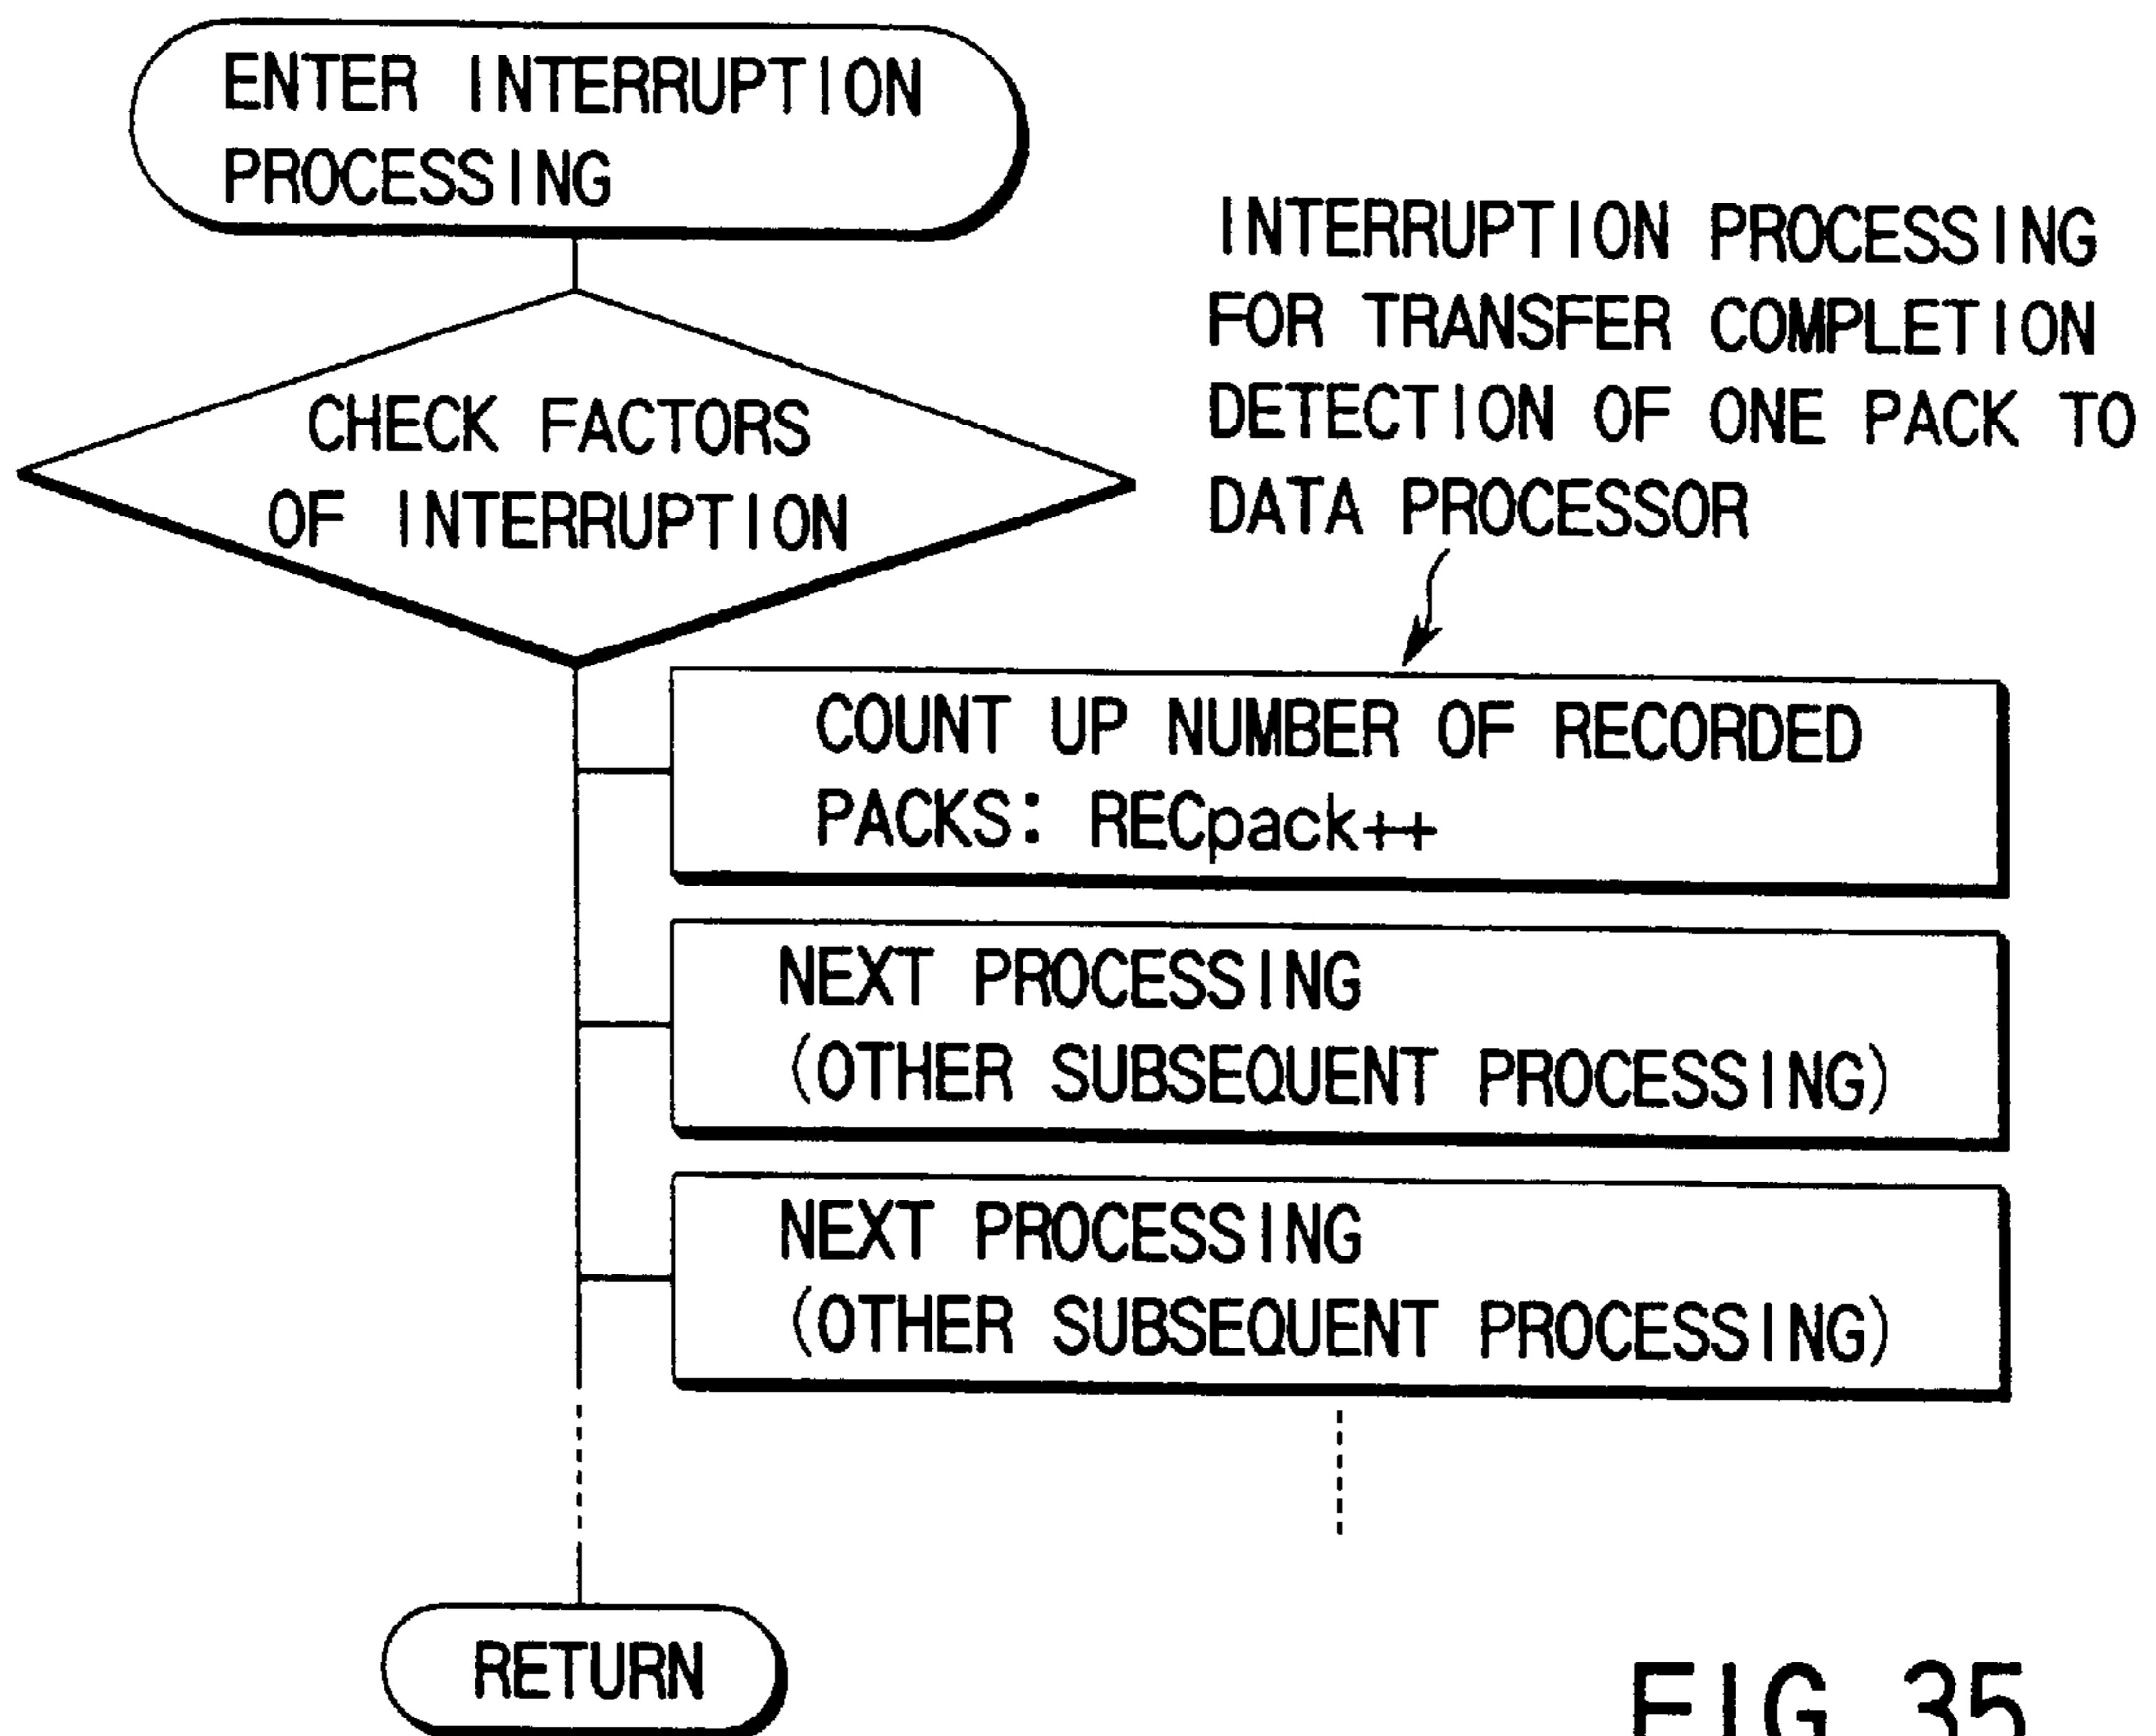 ENTER INTERRUPTION
PROCESSING
CHECK FACTORS
OF INTERRUPTION
INTERRUPTION PROCESSING
FOR TRANSFER COMPLETION
DETECTION OF ONE PACK TO
DATA PROCESSOR
COUNT UP NUMBER OF RECORDED
PACKS: RECpack++
NEXT PROCESSING
(OTHER SUBSEQUENT PROCESSING)
NEXT PROCESSING
(OTHER SUBSEQUENT PROCESSING)
RETURN
FIG. 35